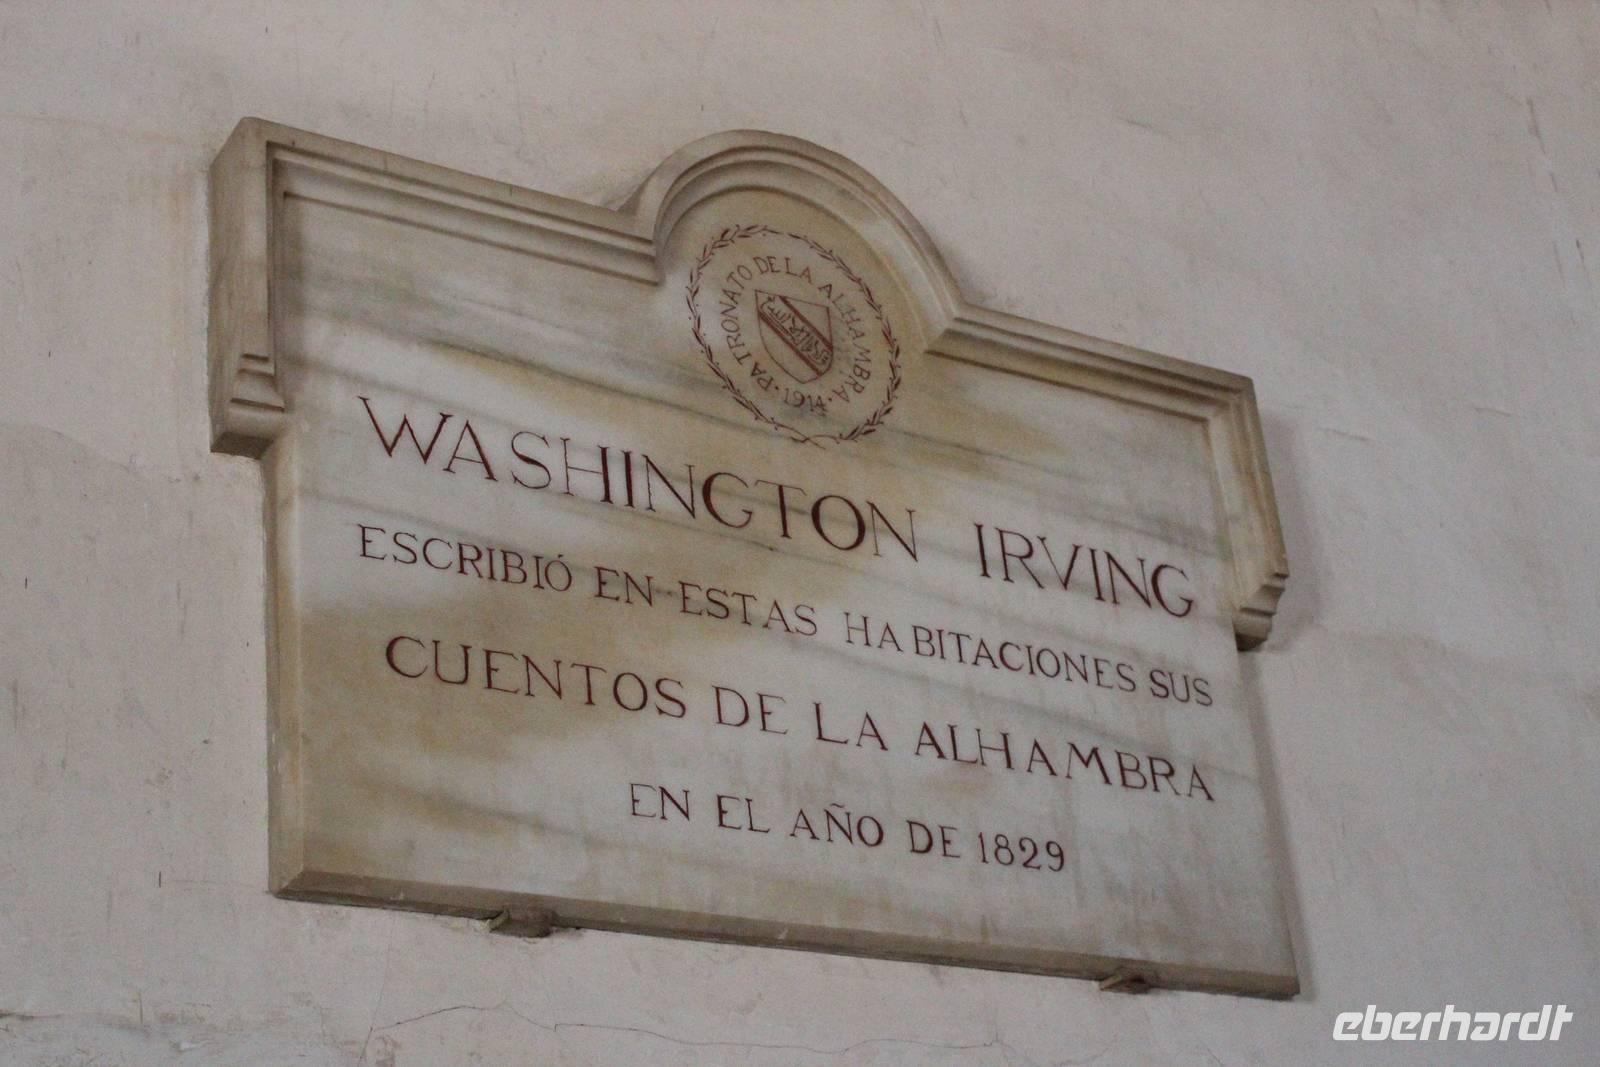 PATRONATO DE LA ALHAMBRA
· 1914 ·
WASHINGTON IRVING
ESCRIBIÓ EN ESTAS HABITACIONES SUS
CUENTOS DE LA ALHAMBRA
EN EL AÑO DE 1829
eberhardt